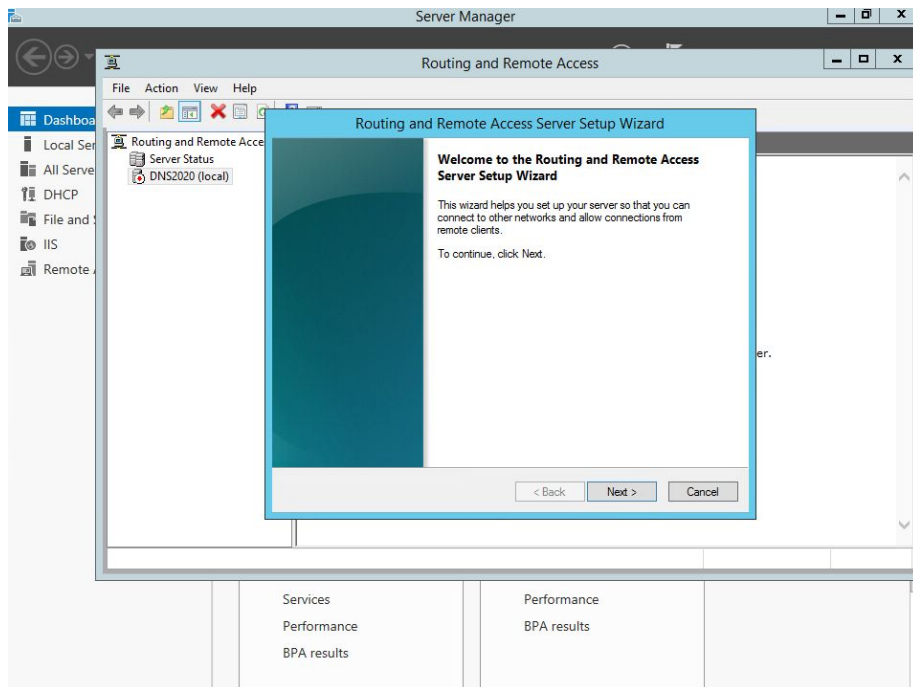 Server Manager
Routing and Remote Access
File Action View Help
Dashboa
Local Ser
All Serve
DHCP
File and
IIS
Remote
Routing and Remote Acce
Server Status
DNS2020 (local)
Routing and Remote Access Server Setup Wizard
Welcome to the Routing and Remote Access
Server Setup Wizard
This wizard helps you set up your server so that you can
connect to other networks and allow connections from
remote clients.
To continue, click Next.
er.
< Back Next > Cancel
Services
Performance
BPA results
Performance
BPA results